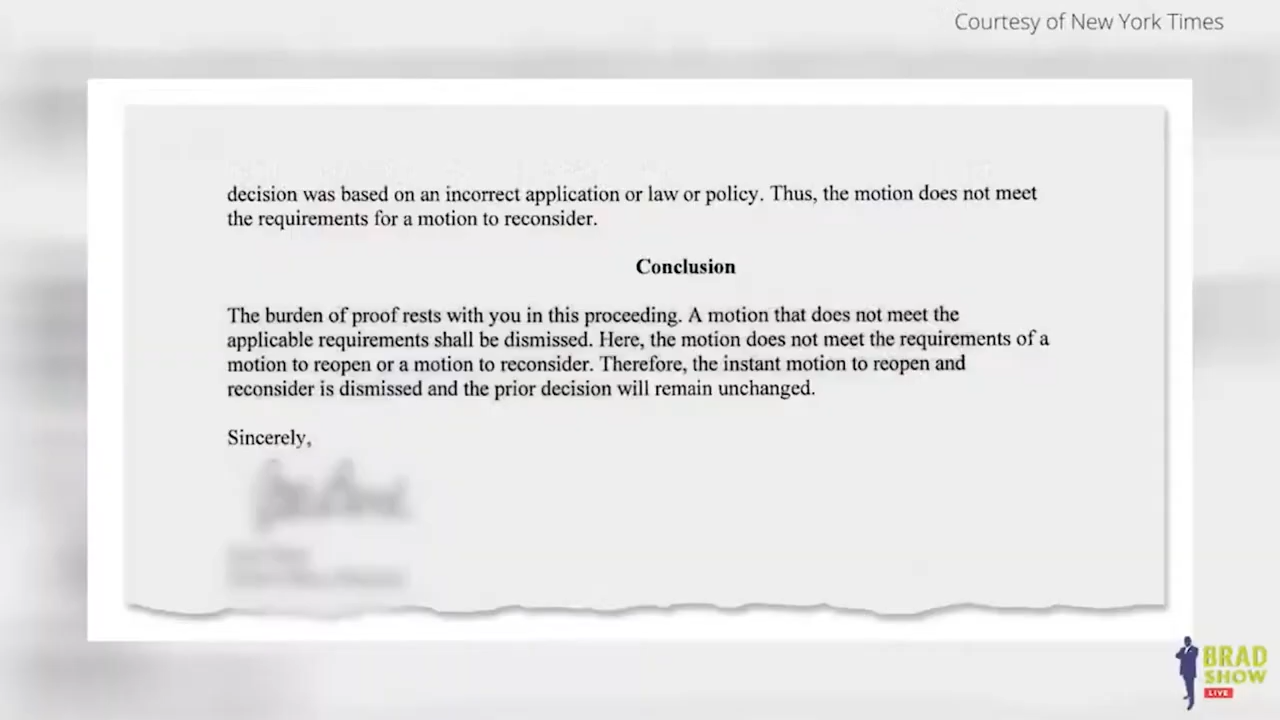 Courtesy of New York Times
decision was based on an incorrect application or law or policy. Thus, the motion does not meet
the requirements for a motion to reconsider.
Conclusion
The burden of proof rests with you in this proceeding. A motion that does not meet the
applicable requirements shall be dismissed. Here, the motion does not meet the requirements of a
motion to reopen or a motion to reconsider. Therefore, the instant motion to reopen and
reconsider is dismissed and the prior decision will remain unchanged.
Sincerely,
BRAD
SHOW
LIVE